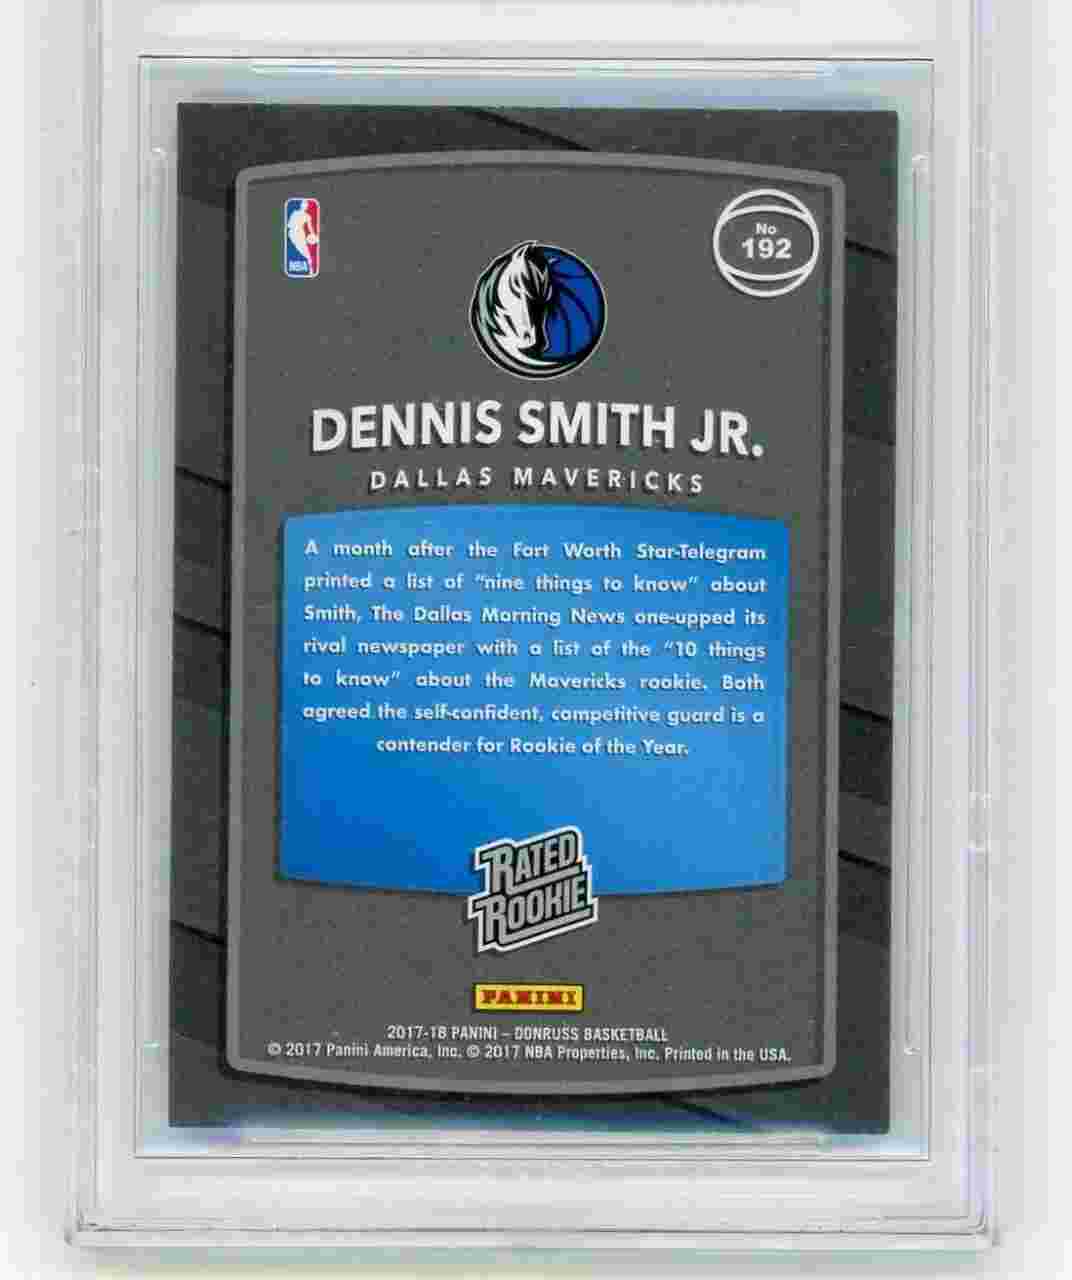 NBA
No
192
DENNIS SMITH JR.
DALLAS MAVERICKS
A month after the Fort Worth Star-Telegram
printed a list of "nine things to know" about
Smith, The Dallas Morning News one-upped its
rival newspaper with a list of the "10 things
to know" about the Mavericks rookie. Both
agreed the self-confident, competitive guard is a
contender for Rookie of the Year.
RATED
ROOKIE
PANINI
2017-18 PANINI – DONRUSS BASKETBALL
© 2017 Panini America, Inc. © 2017 NBA Properties, Inc. Printed in the USA.